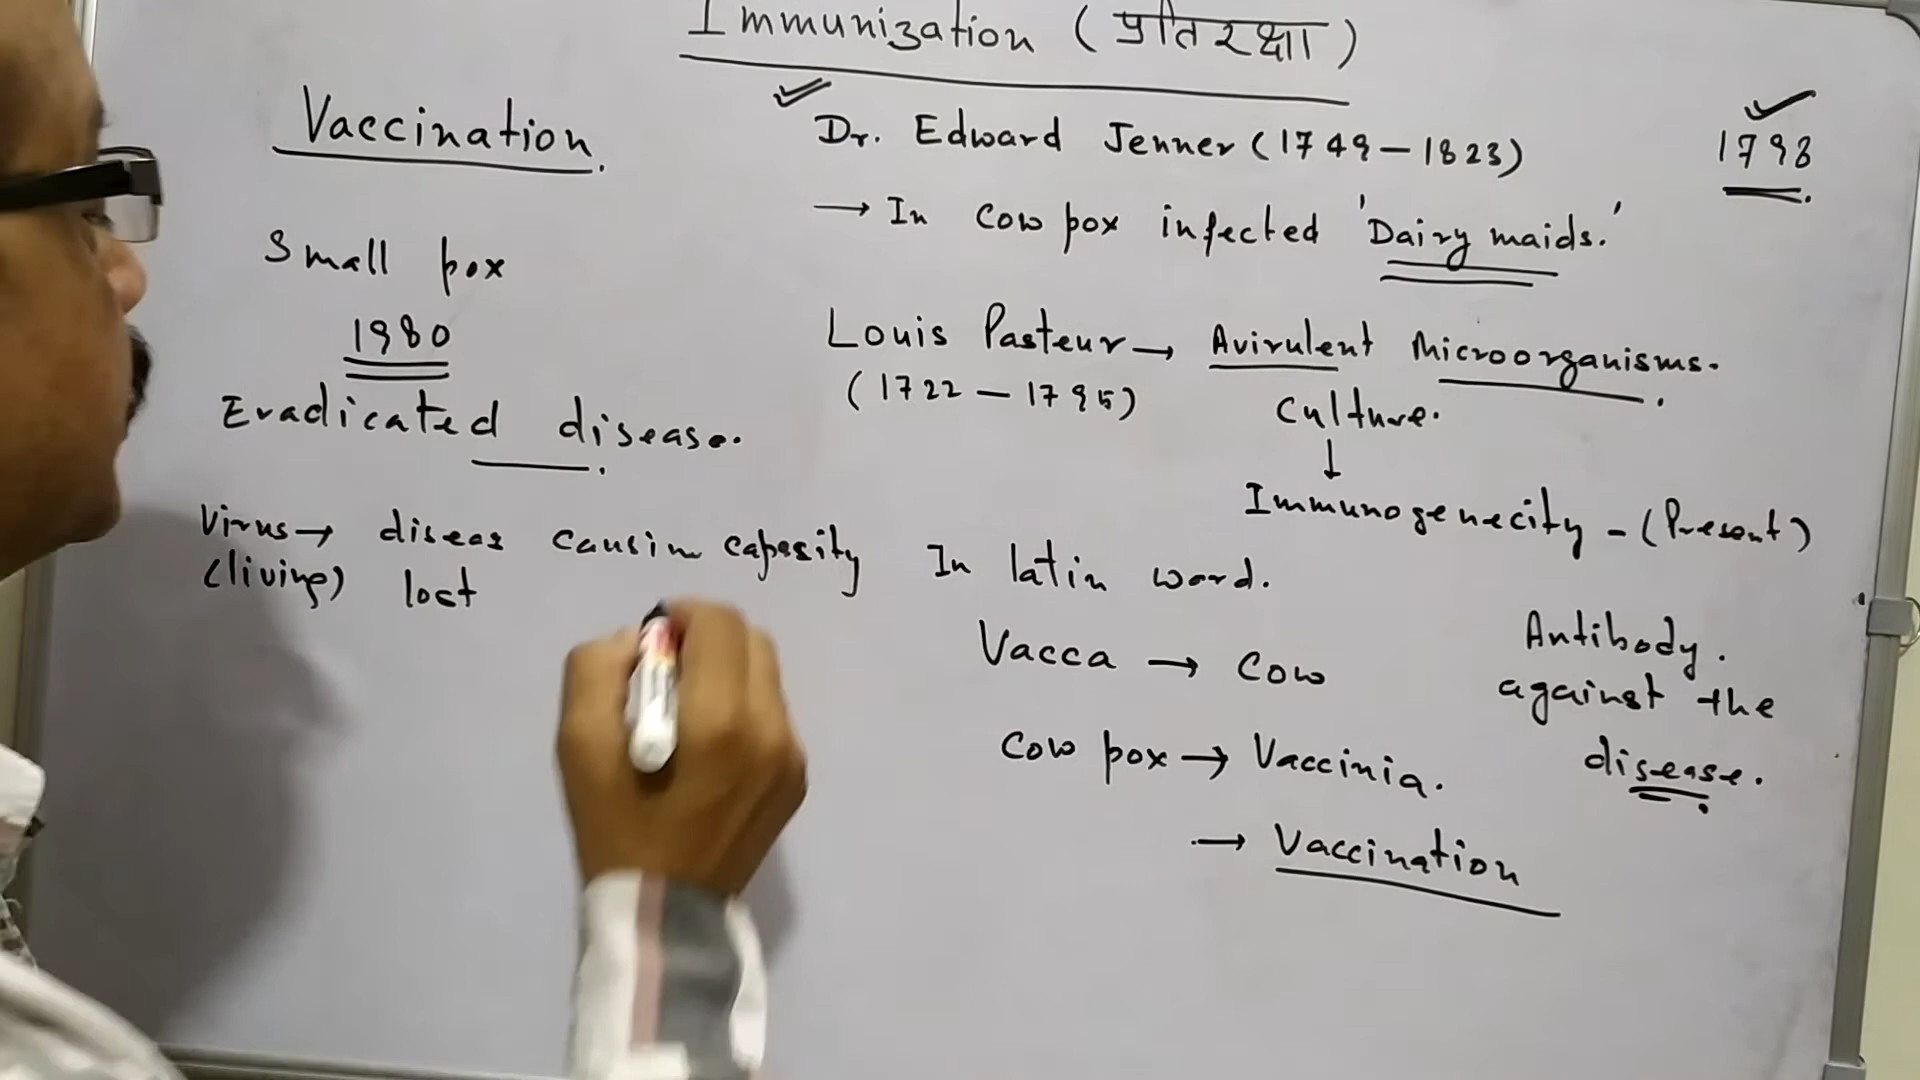 Immunization (प्रतिरक्षा)
Vaccination.
Small pox
1980
Eradicated disease.
Virus→ diseas causin capasity
(living) lost
Dr. Edward Jenner (1749-1823)
1798
→ In Cow pox infected 'Dairy maids.'
Louis Pasteur → Avirulent Microorganisms.
(1722 - 1795)
Culture.
↓
Immunogenecity - (Present)
In latin word.
Vacca → Cow
Cow pox → Vaccinia.
→ Vaccination
Antibody.
against the
disease.